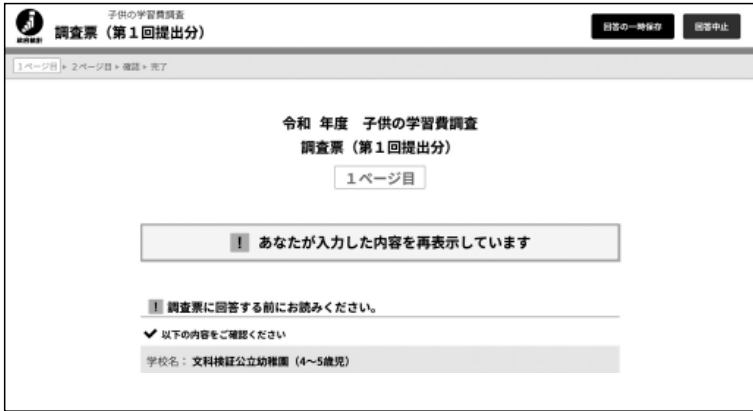 子供の学習費調査
調査票（第１回提出分）
政府統計
回答の一時保存
回答中止
１ページ目 ▶ ２ページ目 ▶ 確認 ▶ 完了
令和 年度 子供の学習費調査
調査票（第１回提出分）
１ページ目
! あなたが入力した内容を再表示しています
! 調査票に回答する前にお読みください。
✔ 以下の内容をご確認ください
学校名： 文科検証公立幼稚園（4〜5歳児）